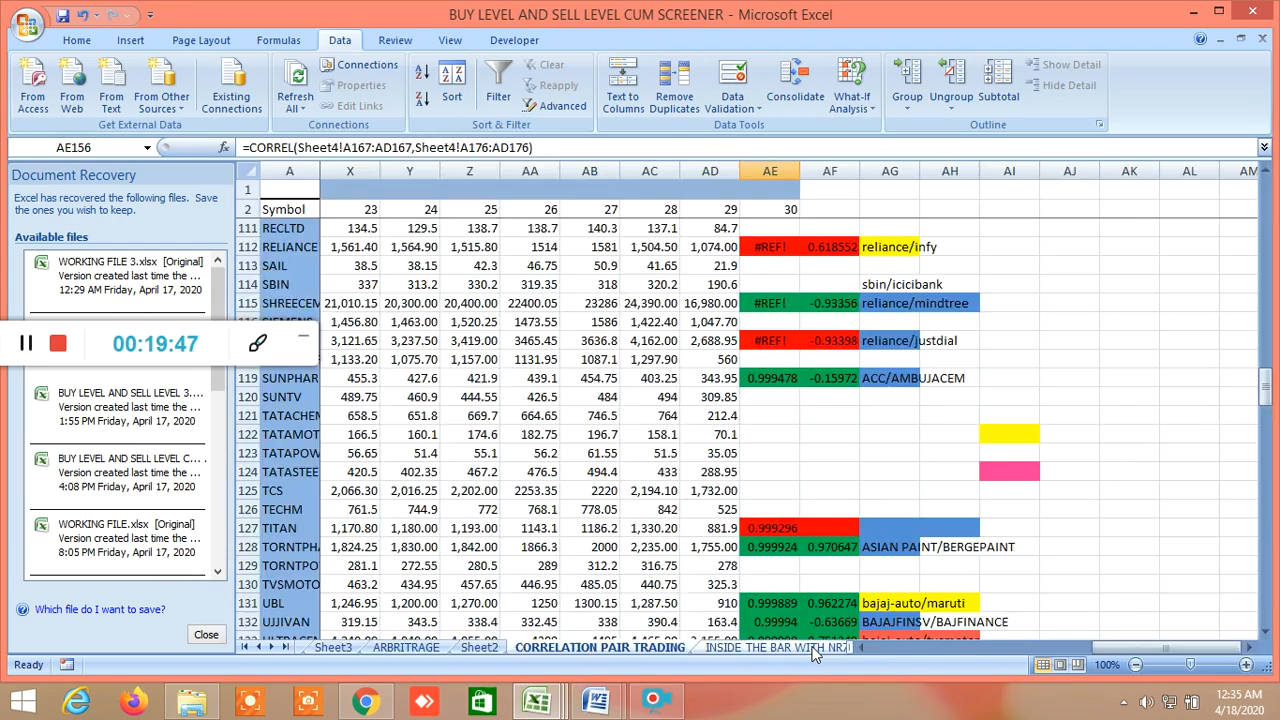 BUY LEVEL AND SELL LEVEL CUM SCREENER - Microsoft Excel
Home Insert Page Layout Formulas Data Review View Developer
From Access
From Web
From Text
From Other Sources
Existing Connections
Refresh All
Connections
Properties
Edit Links
Sort
Filter
Clear
Reapply
Advanced
Text to Columns
Remove Duplicates
Data Validation
Consolidate
What-If Analysis
Group
Ungroup
Subtotal
Show Detail
Hide Detail
Get External Data Connections Sort & Filter Data Tools Outline
AE156 fx =CORREL(Sheet4!A167:AD167,Sheet4!A176:AD176)
Document Recovery
Excel has recovered the following files. Save
the ones you wish to keep.
Available files
WORKING FILE 3.xlsx [Original]
Version created last time the ...
12:29 AM Friday, April 17, 2020
00:19:47
BUY LEVEL AND SELL LEVEL 3....
Version created last time the ...
1:55 PM Friday, April 17, 2020
BUY LEVEL AND SELL LEVEL C...
Version created last time the ...
4:08 PM Friday, April 17, 2020
WORKING FILE.xlsx [Original]
Version created last time the ...
8:09 PM Friday, April 17, 2020
Which file do I want to save?
Close
A X Y Z AA AB AC AD AE AF AG AH AI AJ AK AL AM
1
2 Symbol 23 24 25 26 27 28 29 30
111 RECLTD 134.5 129.5 138.7 138.7 140.3 137.1 84.7
112 RELIANCE 1,561.40 1,564.90 1,515.80 1514 1581 1,504.50 1,074.00 #REF! 0.618552 reliance/infy
113 SAIL 38.5 38.15 42.3 46.75 50.9 41.65 21.9
114 SBIN 337 313.2 330.2 319.35 318 320.2 190.6 sbin/icicibank
115 SHREECEM 21,010.15 20,300.00 20,400.00 22400.05 23286 24,390.00 16,980.00 #REF! -0.93356 reliance/mindtree
1,456.80 1,463.00 1,520.25 1473.55 1586 1,422.40 1,047.70
3,121.65 3,237.50 3,419.00 3465.45 3636.8 4,162.00 2,688.95 #REF! -0.93398 reliance/justdial
1,133.20 1,075.70 1,157.20 1131.95 1087.1 1,297.90 560
119 SUNPHAR 455.3 427.6 421.9 439.1 454.75 403.25 343.95 0.999478 -0.15972 ACC/AMBUJACEM
120 SUNTV 489.75 460.9 444.55 426.5 484 494 309.85
121 TATACHEM 658.5 651.8 669.7 664.65 746.5 764 212.4
122 TATAMOT 166.5 160.1 174.6 182.75 196.7 158.1 70.1
123 TATAPOW 56.65 51.4 55.1 56.2 61.55 51.5 35.05
124 TATASTEE 420.5 402.35 467.2 476.5 494.4 433 288.95
125 TCS 2,066.30 2,016.25 2,202.00 2253.35 2220 2,194.10 1,732.00
126 TECHM 761.5 744.9 772 768.1 778.05 842 525
127 TITAN 1,170.80 1,180.00 1,193.00 1143.1 1186.2 1,330.20 881.9 0.999296
128 TORNTPH 1,824.25 1,830.00 1,842.00 1866.3 2000 2,235.00 1,755.00 0.999924 0.970647 ASIAN PAINT/BERGEPAINT
129 TORNTPO 281.1 272.55 280.5 289 312.2 316.75 278
130 TVSMOTOR 463.2 434.95 457.65 446.95 485.05 440.75 325.3
131 UBL 1,246.95 1,200.00 1,270.00 1250 1300.15 1,287.50 910 0.999889 0.962274 bajaj-auto/maruti
132 UJJIVAN 319.15 343.5 338.4 332.45 338 390.4 163.4 0.99994 -0.63669 BAJAJFINSV/BAJFINANCE
Sheet3 ARBITRAGE Sheet2 CORRELATION PAIR TRADING INSIDE THE BAR WITH NR7
Ready 100%
12:35 AM
4/18/2020